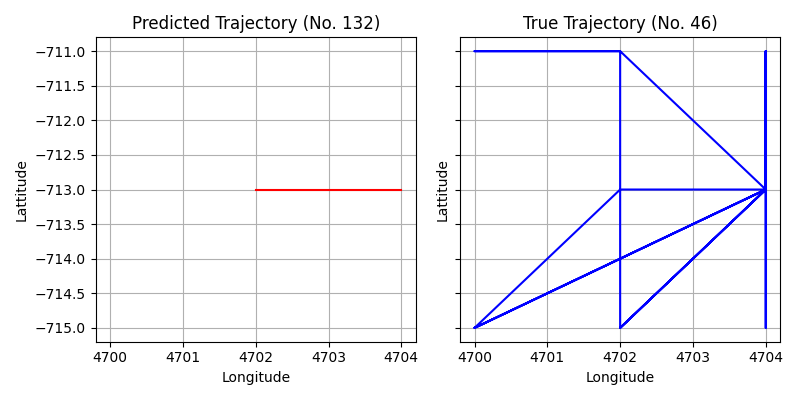 Predicted Trajectory (No. 132)
True Trajectory (No. 46)
−711.0
−711.5
−712.0
−712.5
−713.0
−713.5
−714.0
−714.5
−715.0
Lattitude
Lattitude
4700 4701 4702 4703 4704
4700 4701 4702 4703 4704
Longitude
Longitude